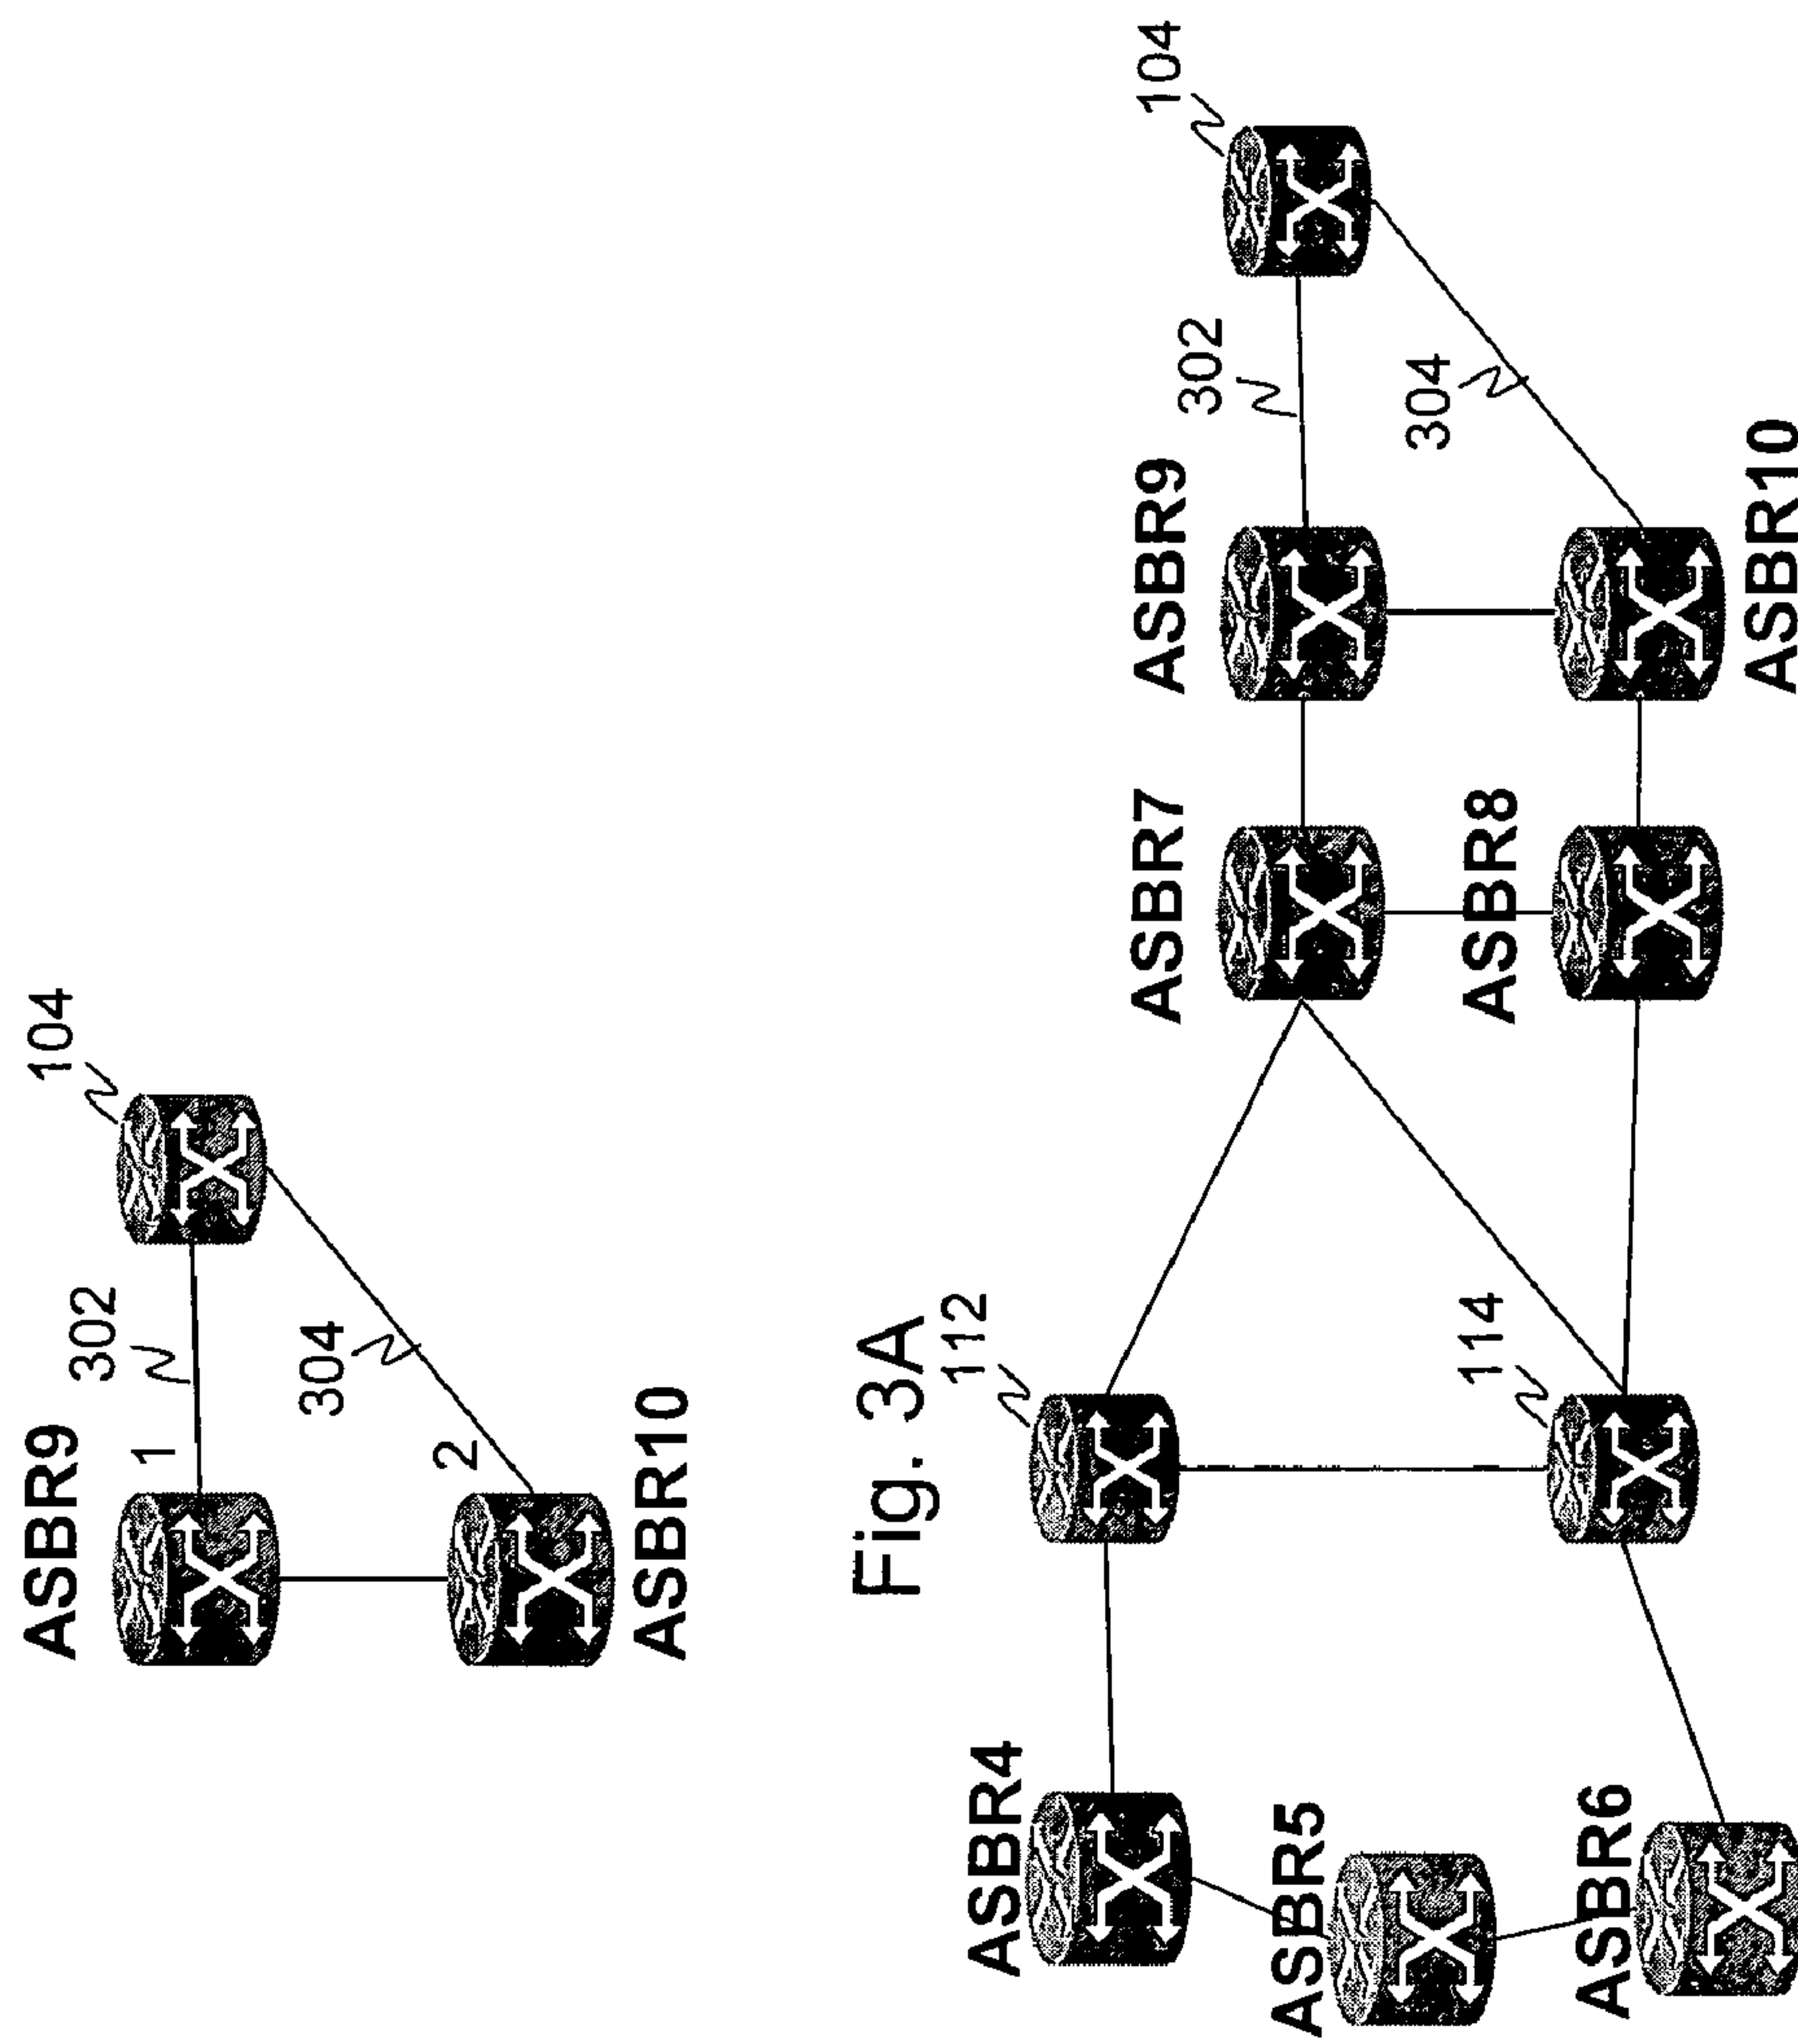 104
302
ASBR9
1
304
2
ASBR10
Fig. 3A
104
302
ASBR9
304
ASBR10
ASBR7
ASBR8
112
114
ASBR4
ASBR5
ASBR6